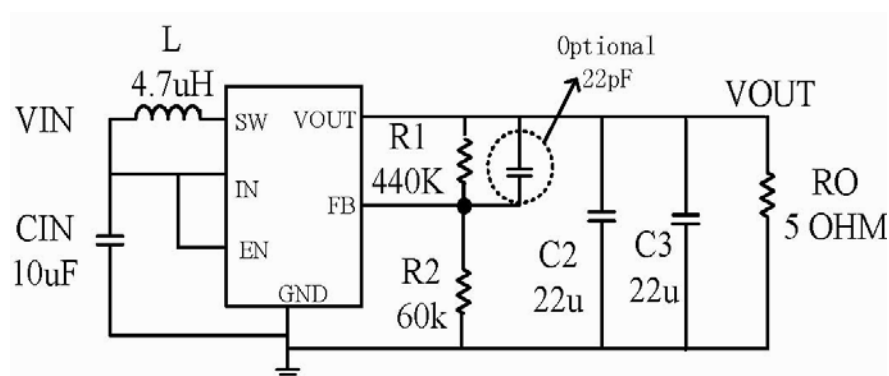 L
4.7uH
Optional
22pF
VIN
VOUT
SW
VOUT
R1
440K
IN
FB
RO
5 OHM
CIN
10uF
EN
R2
60k
C2
22u
C3
22u
GND